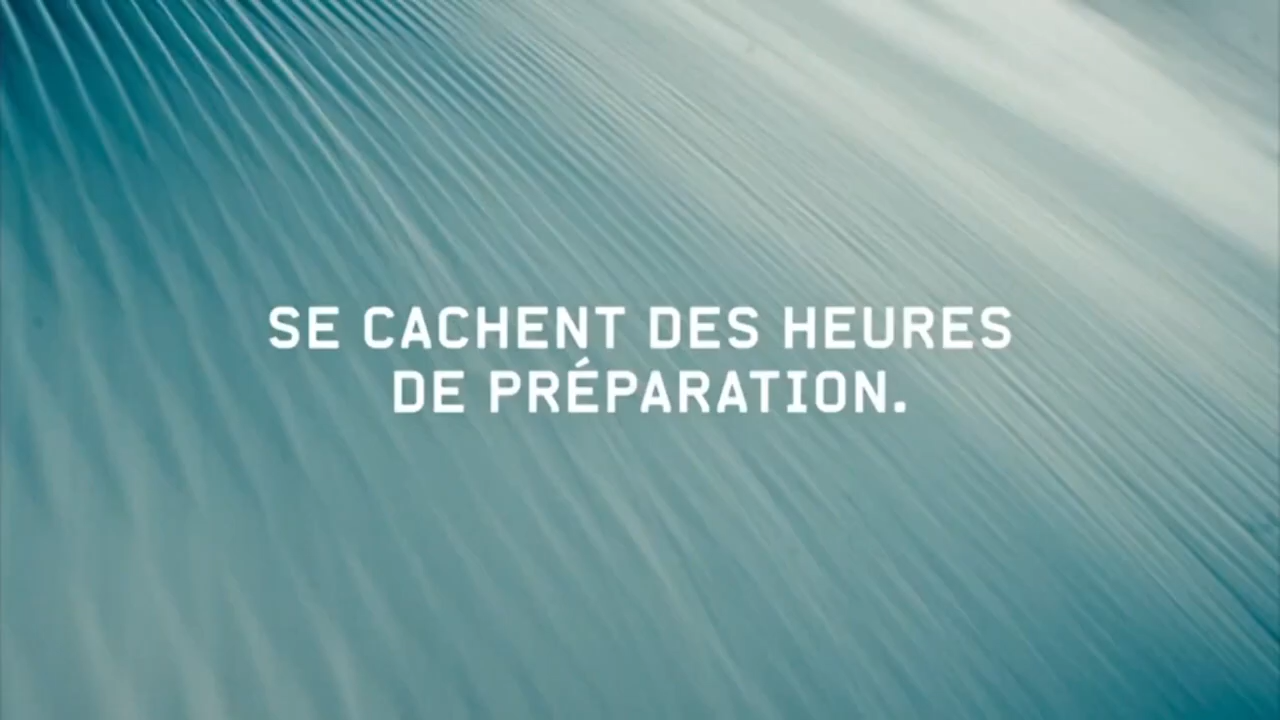 SE CACHENT DES HEURES
DE PRÉPARATION.